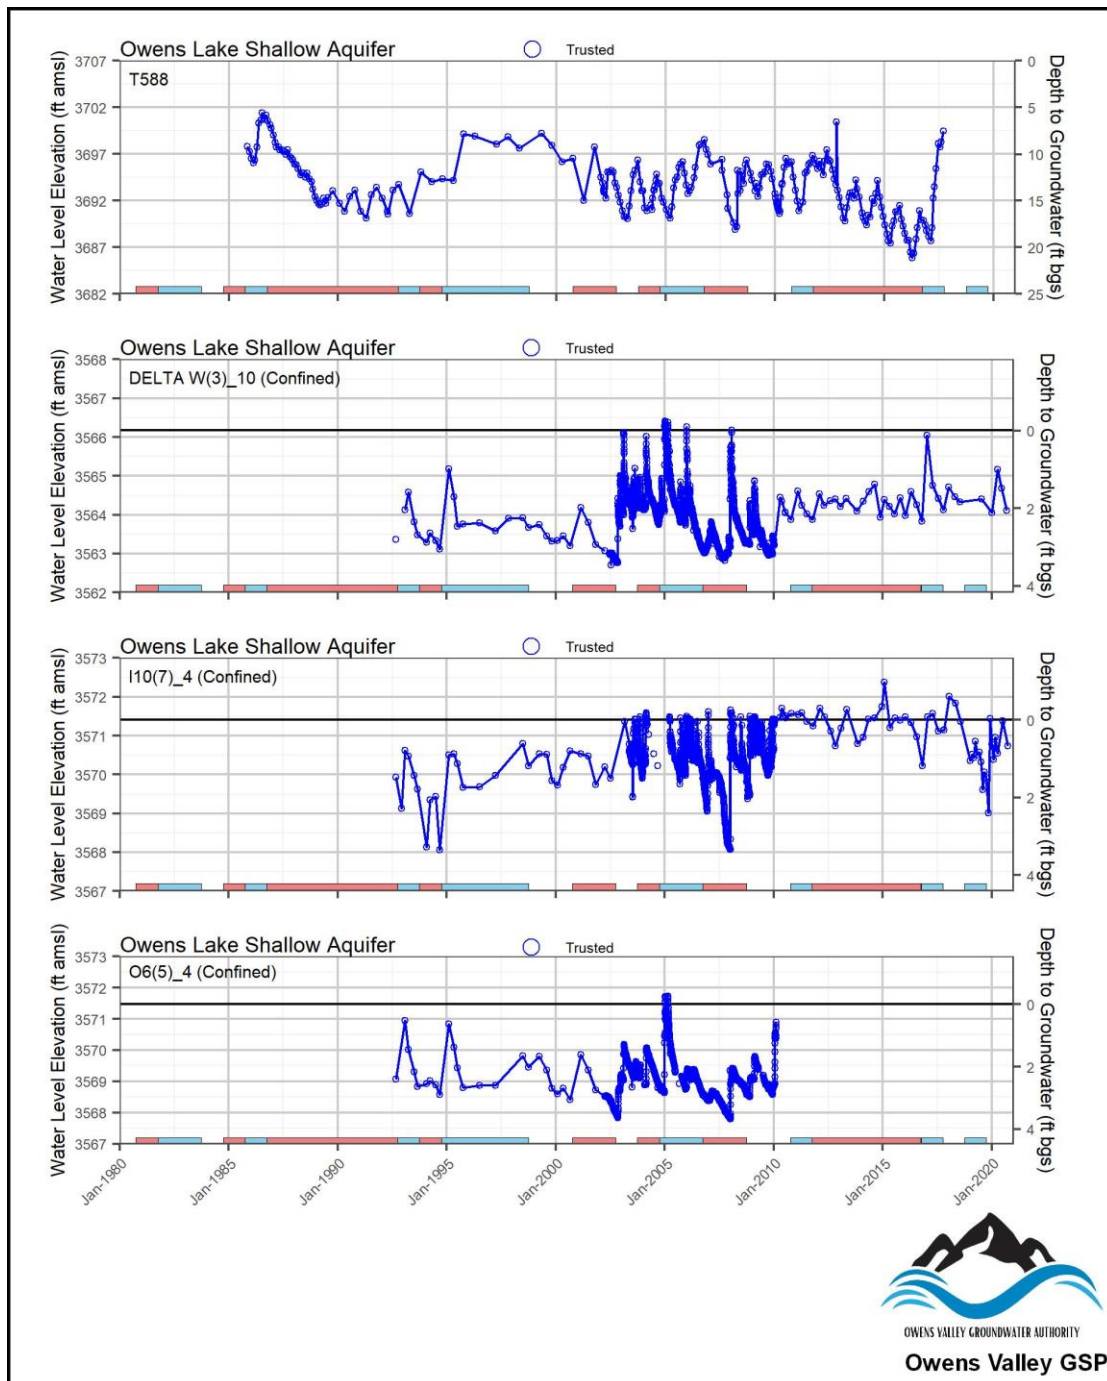 Owens Lake Shallow Aquifer
Trusted
T588
Water Level Elevation (ft amsl)
3707
3702
3697
3692
3687
3682
Depth to Groundwater (ft bgs)
0
5
10
15
20
25
Owens Lake Shallow Aquifer
Trusted
DELTA W(3)_10 (Confined)
Water Level Elevation (ft amsl)
3568
3567
3566
3565
3564
3563
3562
Depth to Groundwater (ft bgs)
0
2
4
Owens Lake Shallow Aquifer
Trusted
I10(7)_4 (Confined)
Water Level Elevation (ft amsl)
3573
3572
3571
3570
3569
3568
3567
Depth to Groundwater (ft bgs)
0
2
4
Owens Lake Shallow Aquifer
Trusted
O6(5)_4 (Confined)
Water Level Elevation (ft amsl)
3573
3572
3571
3570
3569
3568
3567
Depth to Groundwater (ft bgs)
0
2
4
Jan-1980
Jan-1985
Jan-1990
Jan-1995
Jan-2000
Jan-2005
Jan-2010
Jan-2015
Jan-2020
OWENS VALLEY GROUNDWATER AUTHORITY
Owens Valley GSP